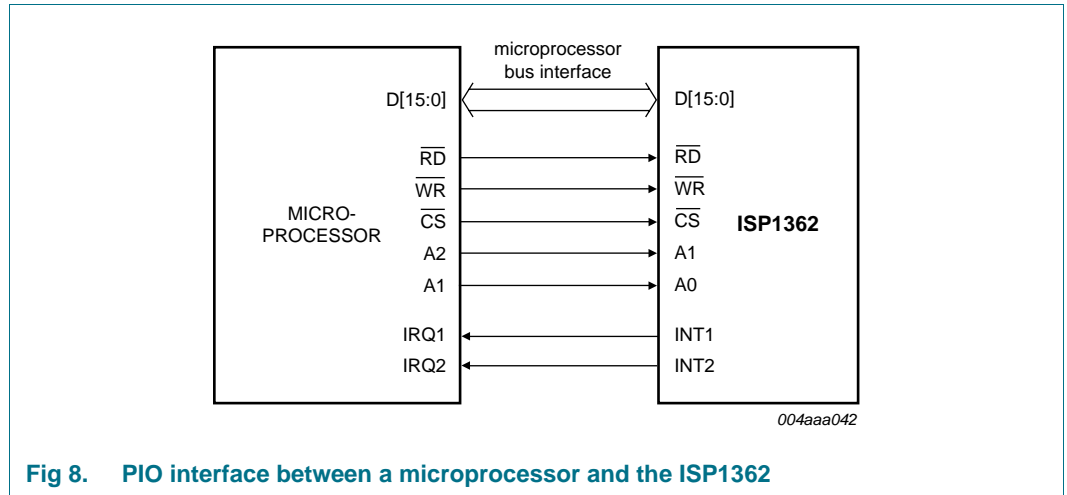 microprocessor
bus interface
D[15:0] D[15:0]
RD RD
WR WR
MICRO-
PROCESSOR
CS CS
ISP1362
A2 A1
A1 A0
IRQ1 INT1
IRQ2 INT2
004aaa042
Fig 8. PIO interface between a microprocessor and the ISP1362